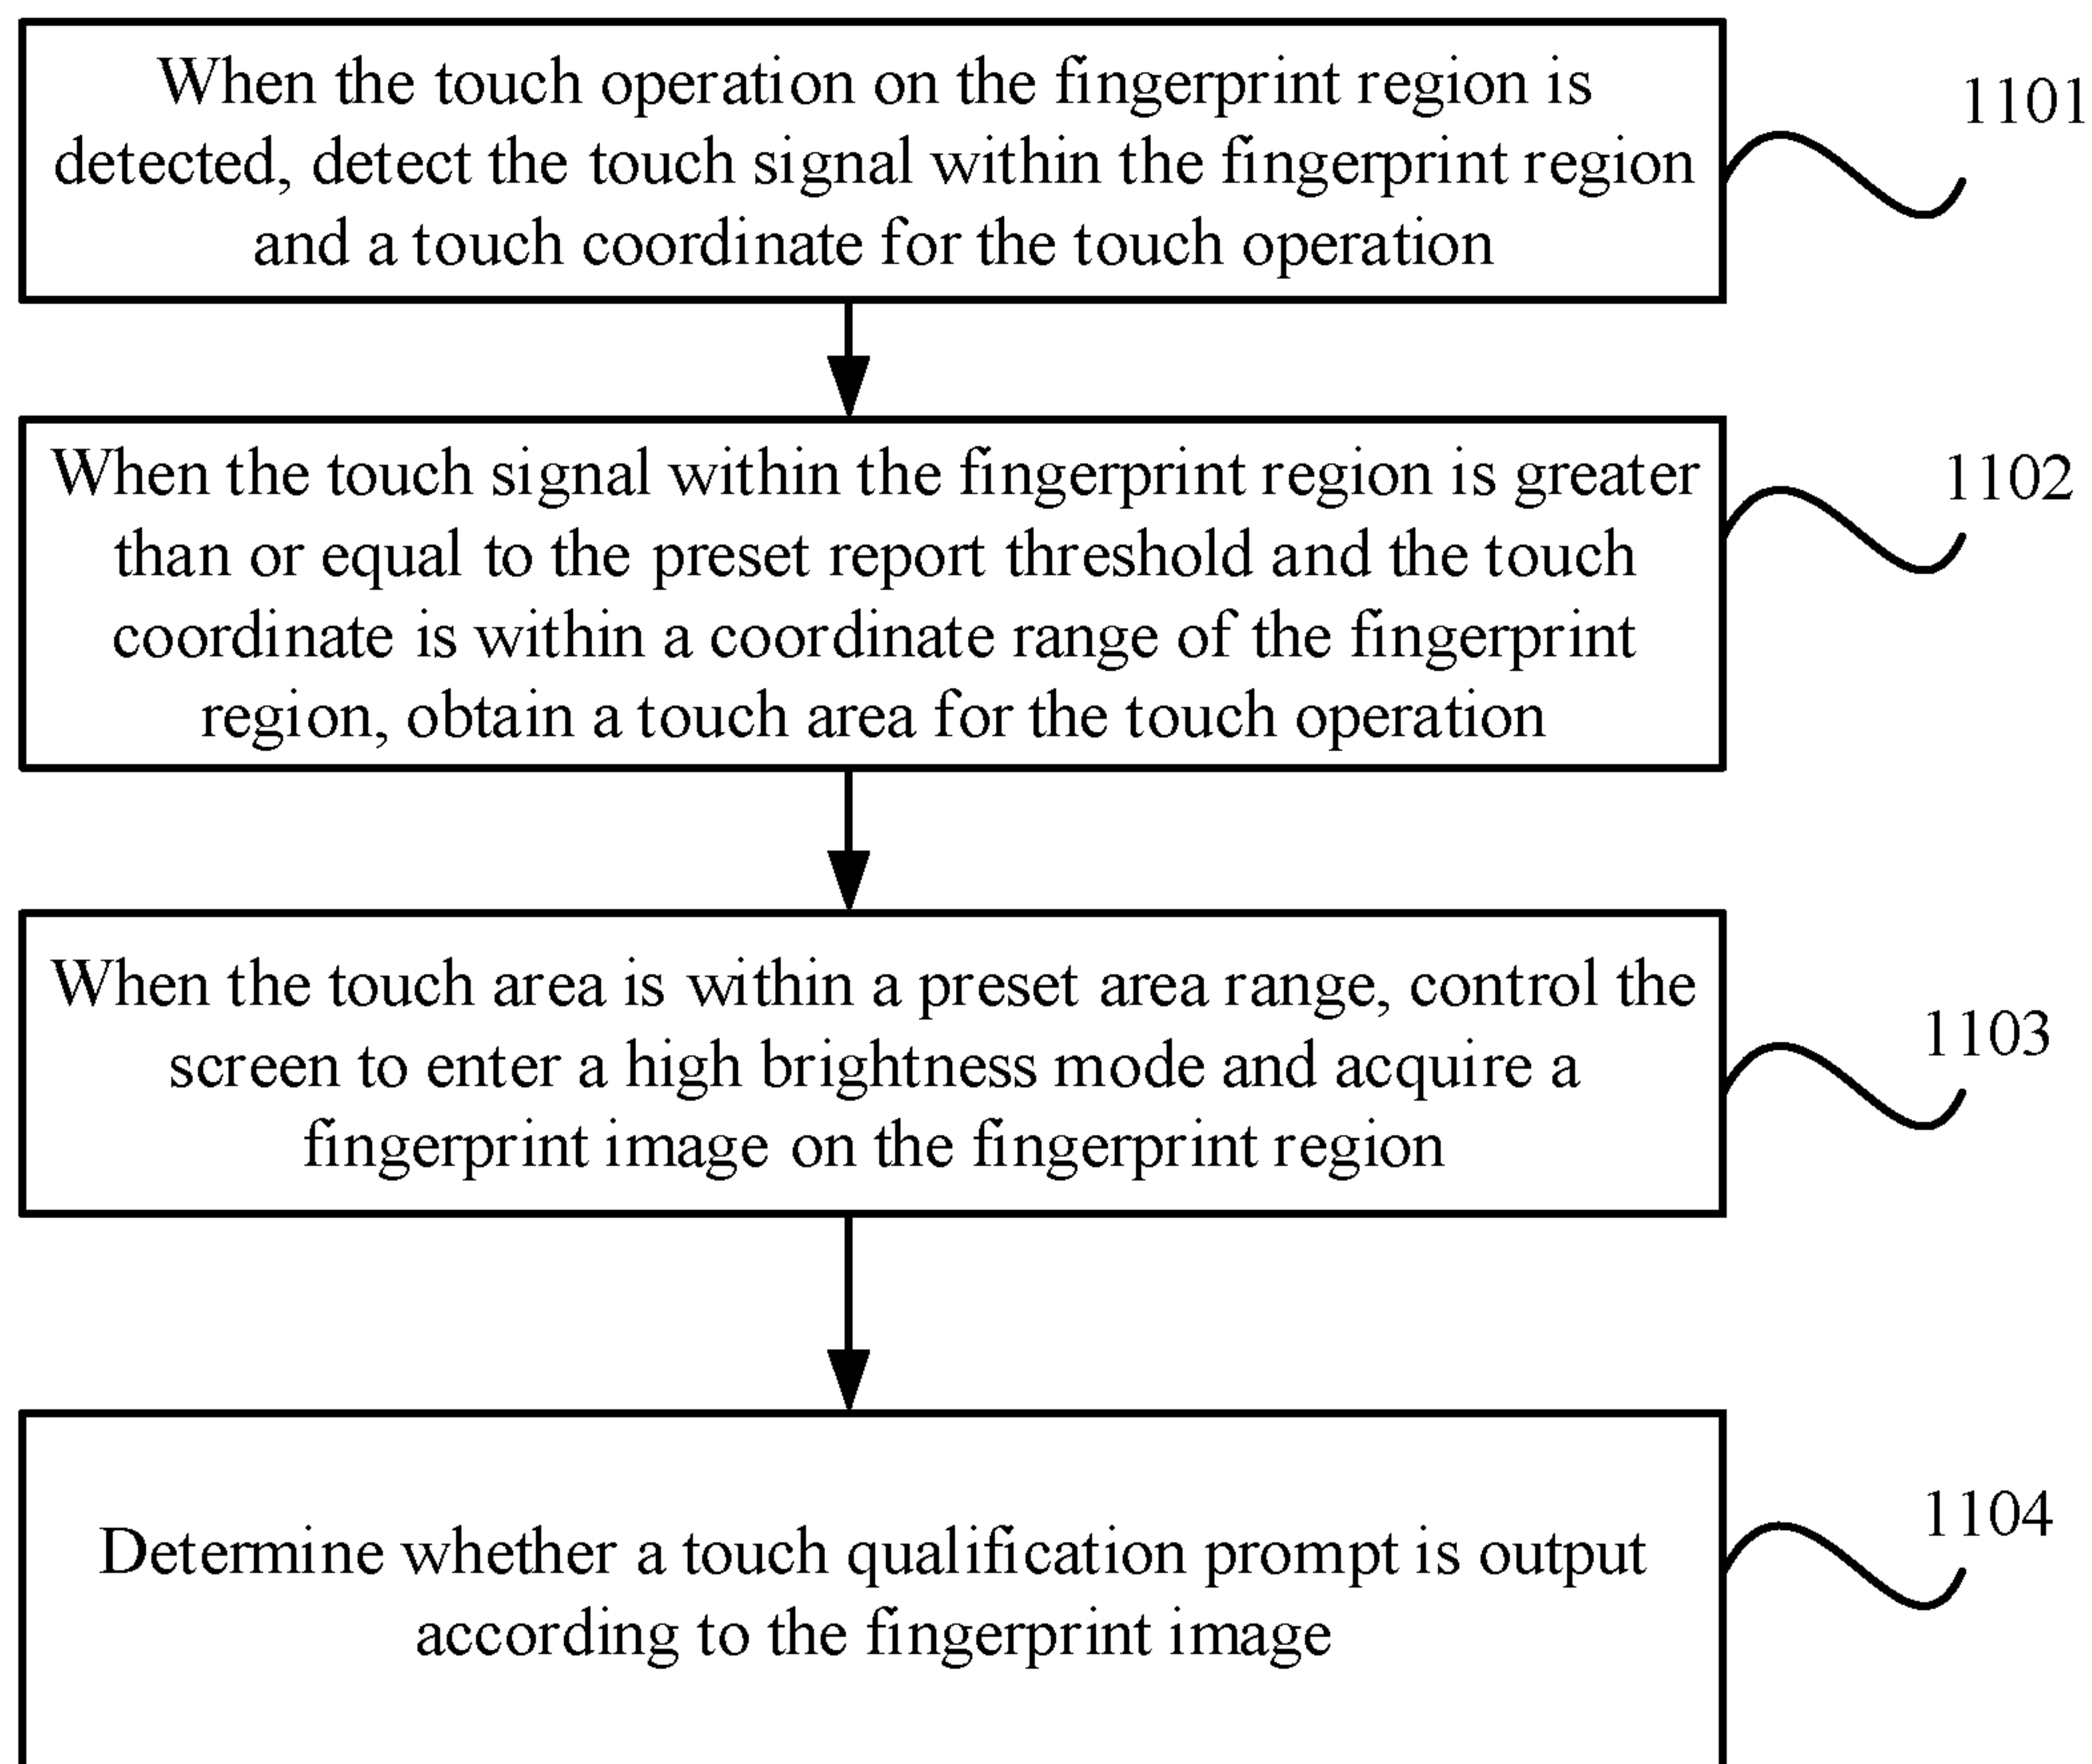 When the touch operation on the fingerprint region is
detected, detect the touch signal within the fingerprint region
and a touch coordinate for the touch operation
1101
When the touch signal within the fingerprint region is greater
than or equal to the preset report threshold and the touch
coordinate is within a coordinate range of the fingerprint
region, obtain a touch area for the touch operation
1102
When the touch area is within a preset area range, control the
screen to enter a high brightness mode and acquire a
fingerprint image on the fingerprint region
1103
Determine whether a touch qualification prompt is output
according to the fingerprint image
1104